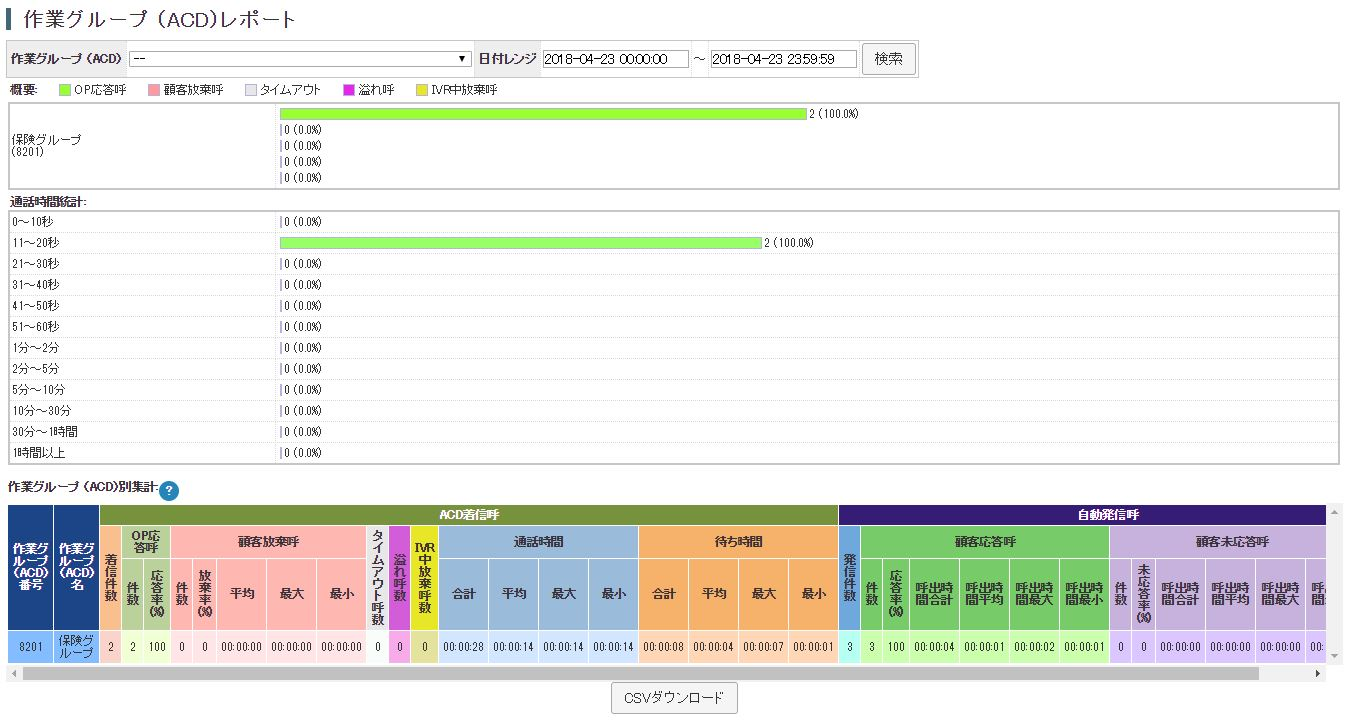 作業グループ (ACD)レポート
作業グループ (ACD) -- 日付レンジ 2018-04-23 00:00:00 ～ 2018-04-23 23:59:59 検索
概要: OP応答呼 顧客放棄呼 タイムアウト 溢れ呼 IVR中放棄呼
2 (100.0%)
0 (0.0%)
保険グループ
(8201)
0 (0.0%)
0 (0.0%)
0 (0.0%)
通話時間統計:
0～10秒 0 (0.0%)
11～20秒 2 (100.0%)
21～30秒 0 (0.0%)
31～40秒 0 (0.0%)
41～50秒 0 (0.0%)
51～60秒 0 (0.0%)
1分～2分 0 (0.0%)
2分～5分 0 (0.0%)
5分～10分 0 (0.0%)
10分～30分 0 (0.0%)
30分～1時間 0 (0.0%)
1時間以上 0 (0.0%)
作業グループ (ACD)別集計: ?
作業グループ(ACD)番号 作業グループ(ACD)名 ACD着信呼 自動発信呼
着信件数 OP応答呼 顧客放棄呼 タイムアウト呼数 溢れ呼数 IVR中放棄呼数 通話時間 待ち時間 発信件数 顧客応答呼 顧客未応答呼
件数 応答率(%) 件数 放棄率(%) 平均 最大 最小 合計 平均 最大 最小 合計 平均 最大 最小 件数 応答率(%) 呼出時間合計 呼出時間平均 呼出時間最大 呼出時間最小 件数 未応答率(%) 呼出時間合計 呼出時間平均 呼出時間最大
8201 保険グループ 2 2 100 0 0 00:00:00 00:00:00 00:00:00 0 0 0 00:00:28 00:00:14 00:00:14 00:00:14 00:00:08 00:00:04 00:00:07 00:00:01 3 3 100 00:00:04 00:00:01 00:00:02 00:00:01 0 0 00:00:00 00:00:00 00:00:00 00:
CSVダウンロード